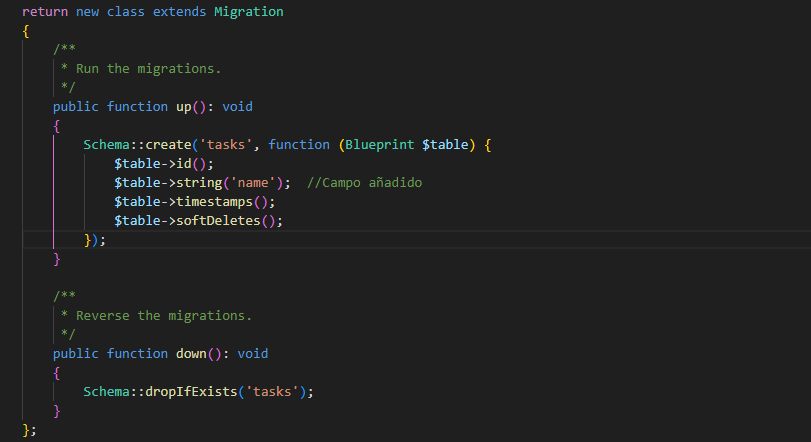 return new class extends Migration
{
    /**
     * Run the migrations.
     */
    public function up(): void
    {
        Schema::create('tasks', function (Blueprint $table) {
            $table->id();
            $table->string('name');  //Campo añadido
            $table->timestamps();
            $table->softDeletes();
        });
    }

    /**
     * Reverse the migrations.
     */
    public function down(): void
    {
        Schema::dropIfExists('tasks');
    }
};